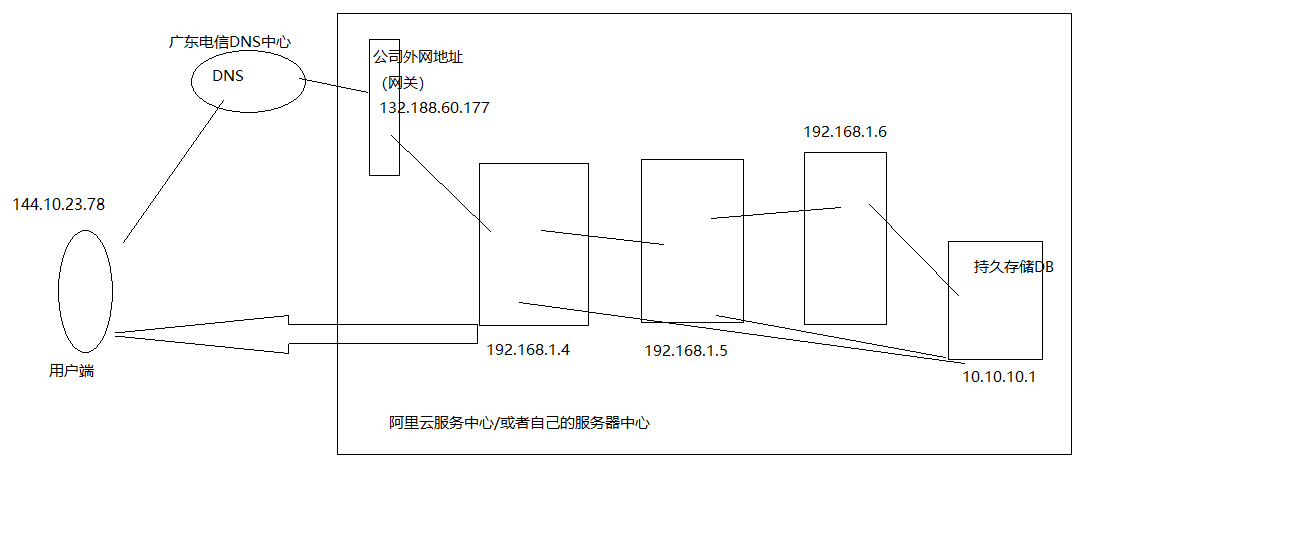 广东电信DNS中心
DNS
公司外网地址
（网关）
132.188.60.177
192.168.1.6
144.10.23.78
持久存储DB
192.168.1.4
192.168.1.5
用户端
10.10.10.1
阿里云服务中心/或者自己的服务器中心